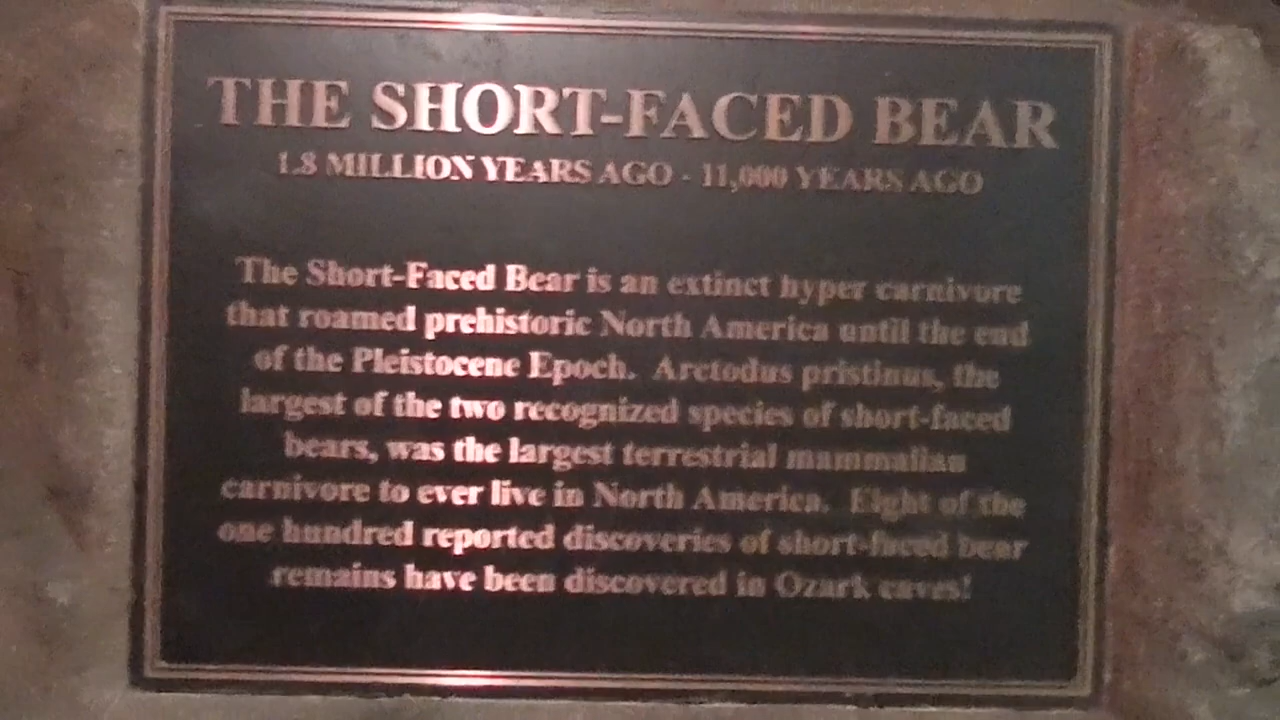 THE SHORT-FACED BEAR
1.8 MILLION YEARS AGO - 11,000 YEARS AGO
The Short-Faced Bear is an extinct hyper carnivore
that roamed prehistoric North America until the end
of the Pleistocene Epoch. Arctodus pristinus, the
largest of the two recognized species of short-faced
bears, was the largest terrestrial mammalian
carnivore to ever live in North America. Eight of the
one hundred reported discoveries of short-faced bear
remains have been discovered in Ozark caves!